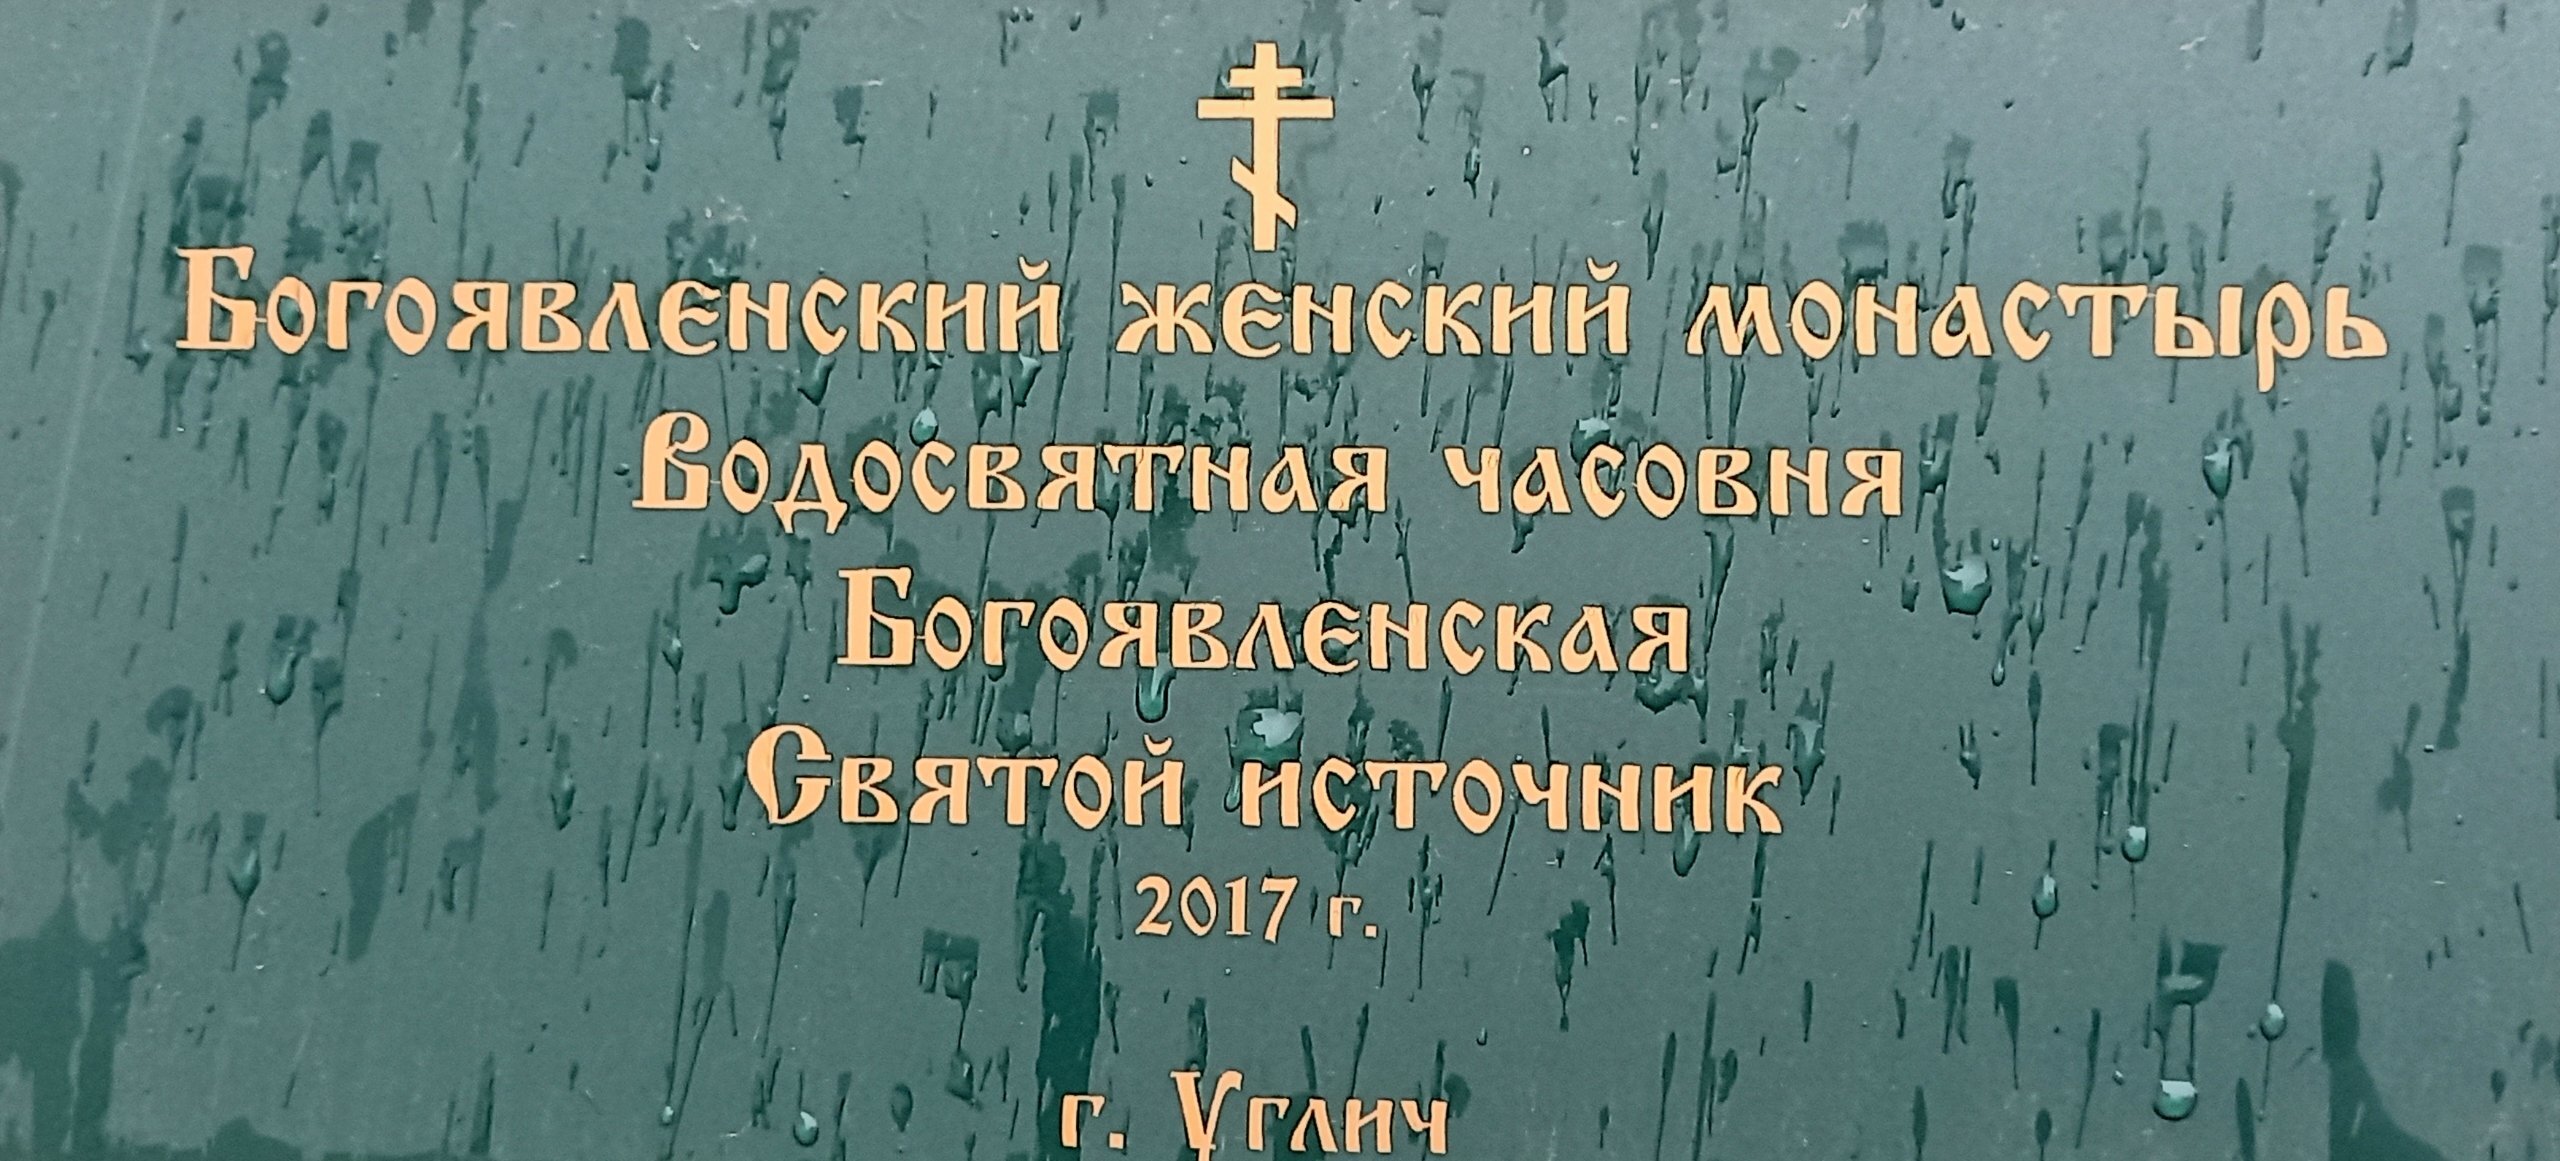 Богоявленский женский монастырь
Водосвятная часовня
Богоявленская
Святой источник
2017 г.
г. Углич